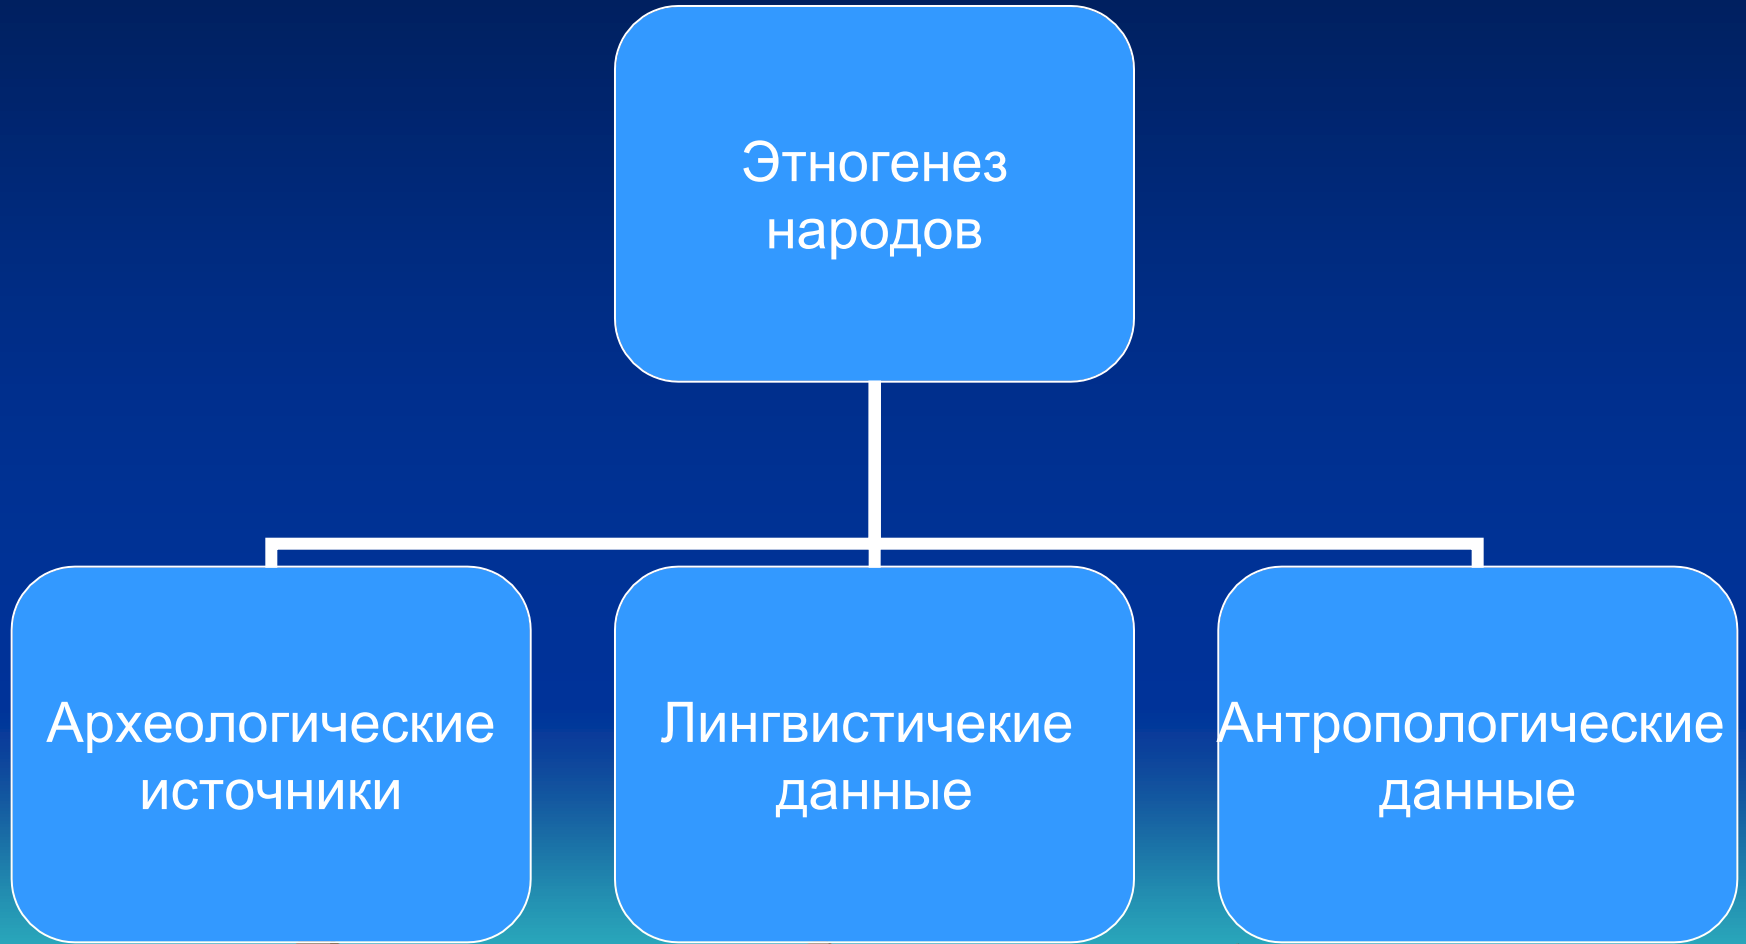 Этногенез
народов
Археологические
источники
Лингвистичекие
данные
Антропологические
данные